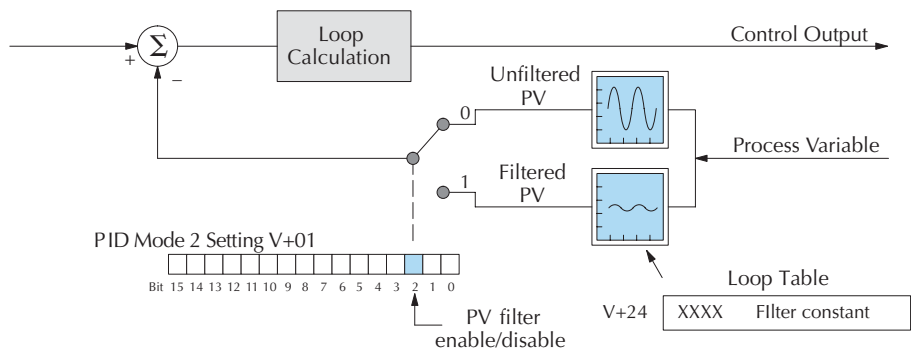 Loop
Calculation
Control Output
Σ
+
−
Unfiltered
PV
0
Process Variable
1
Filtered
PV
PID Mode 2 Setting V+01
Bit 15 14 13 12 11 10 9 8 7 6 5 4 3 2 1 0
PV filter
enable/disable
Loop Table
V+24 XXXX FIlter constant